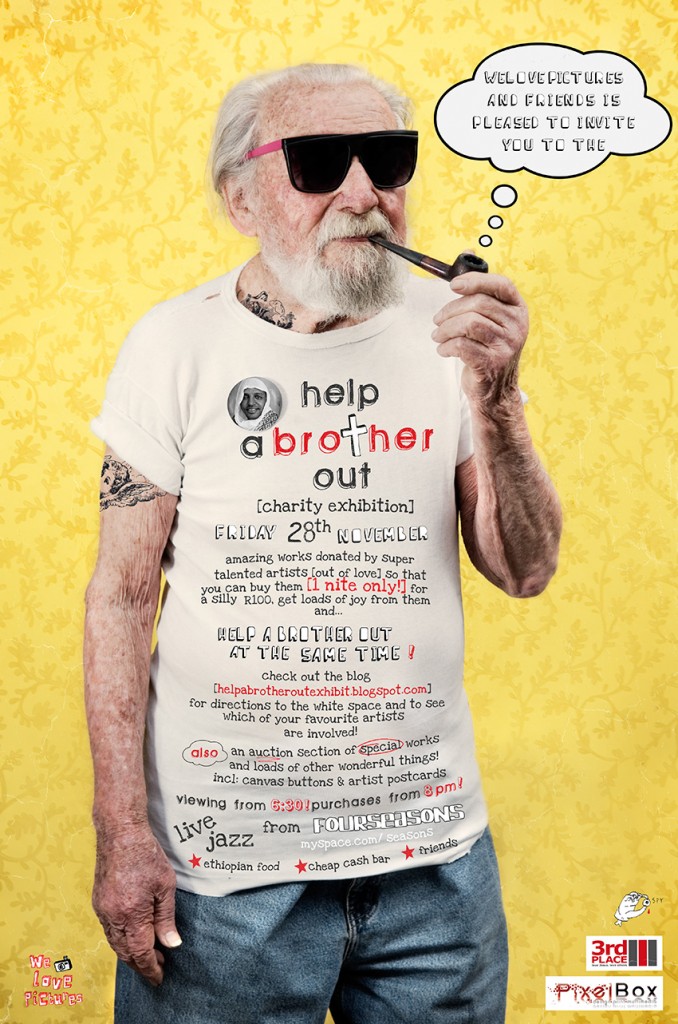 WELOVEPICTURES
AND FRIENDS IS
PLEASED TO INVITE
YOU TO THE
help
a brother
out
[charity exhibition]
FRIDAY 28th NOVEMBER
amazing works donated by super
talented artists [out of love] so that
you can buy them [1 nite only!] for
a silly R100, get loads of joy from them
and...
HELP A BROTHER OUT
AT THE SAME TIME!
check out the blog
[helpabrotheroutexhibit.blogspot.com]
for directions to the white space and to see
which of your favourite artists
are involved!
also an auction section of special works
and loads of other wonderful things!
incl: canvas buttons & artist postcards
viewing from 6:30! purchases from 8pm!
live jazz from FOURSEASONS
myspace.com/seasons
ethiopian food cheap cash bar friends
We
Love
Pictures
3rd
PLACE
PixelBox